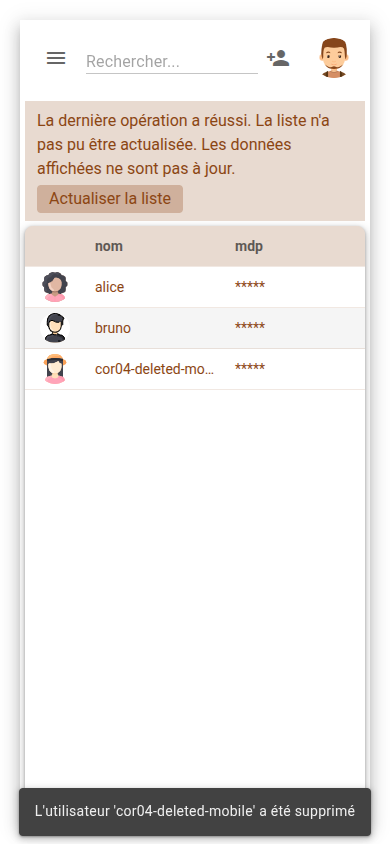 Rechercher...
La dernière opération a réussi. La liste n'a
pas pu être actualisée. Les données
affichées ne sont pas à jour.
Actualiser la liste
nom mdp
alice *****
bruno *****
cor04-deleted-mo... *****
L'utilisateur 'cor04-deleted-mobile' a été supprimé